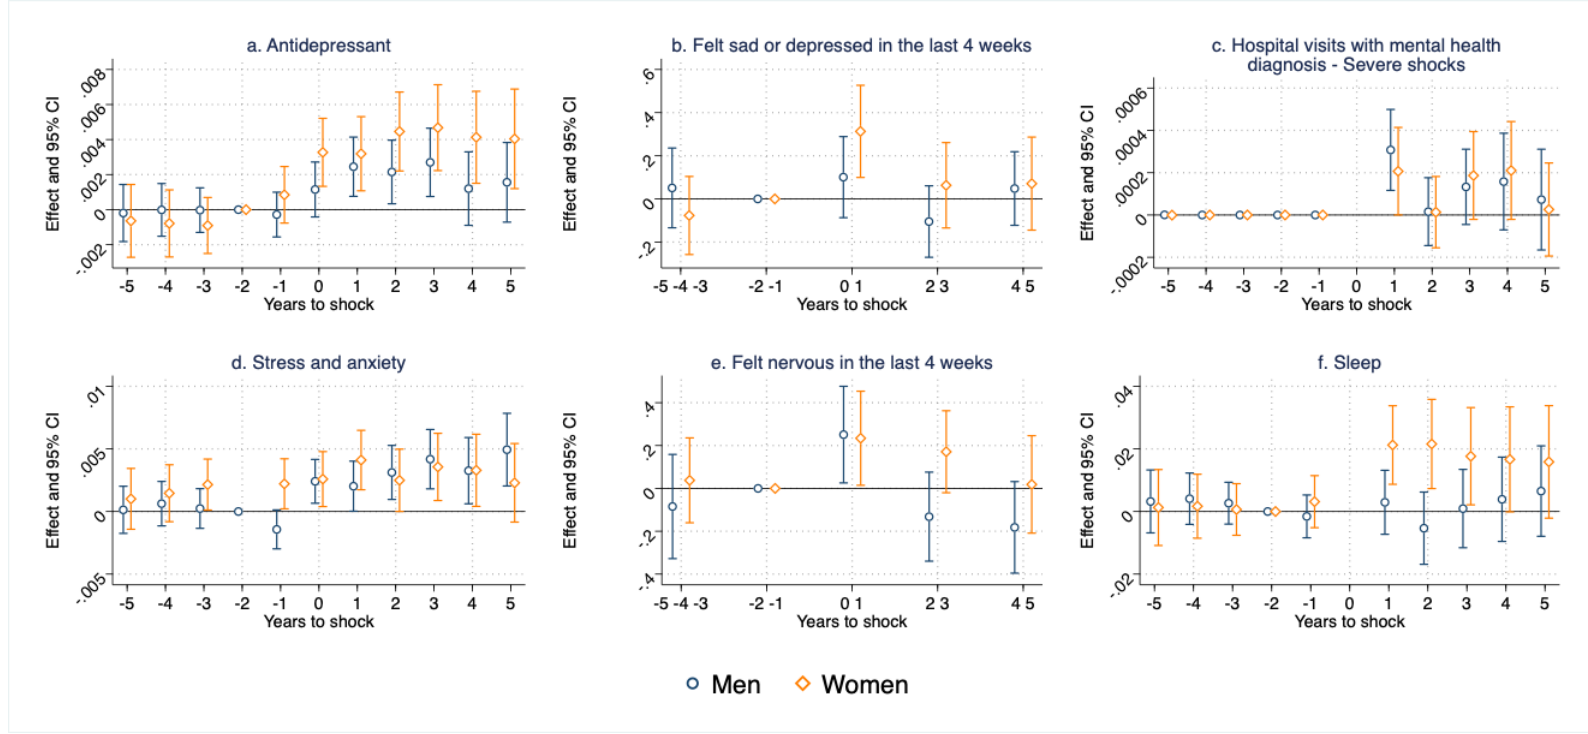 a. Antidepressant
Effect and 95% CI
.008
.006
.004
.002
0
-.002
-5 -4 -3 -2 -1 0 1 2 3 4 5
Years to shock
b. Felt sad or depressed in the last 4 weeks
Effect and 95% CI
.6
.4
.2
0
-.2
-5 -4 -3 -2 -1 0 1 2 3 4 5
Years to shock
c. Hospital visits with mental health
diagnosis - Severe shocks
Effect and 95% CI
.0006
.0004
.0002
0
-.0002
-5 -4 -3 -2 -1 0 1 2 3 4 5
Years to shock
d. Stress and anxiety
Effect and 95% CI
.01
.005
0
-.005
-5 -4 -3 -2 -1 0 1 2 3 4 5
Years to shock
e. Felt nervous in the last 4 weeks
Effect and 95% CI
.4
.2
0
-.2
-.4
-5 -4 -3 -2 -1 0 1 2 3 4 5
Years to shock
f. Sleep
Effect and 95% CI
.04
.02
0
-.02
-5 -4 -3 -2 -1 0 1 2 3 4 5
Years to shock
Men Women